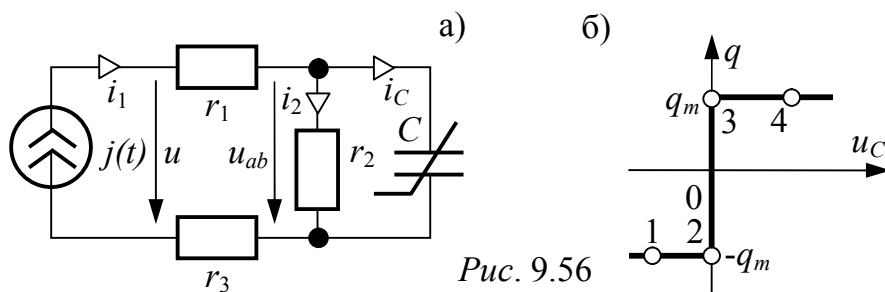 а)
б)
i1
r1
i2
iC
C
j(t)
u
uab
r2
r3
q
qm
3
4
uC
0
1
2
-qm
Рис. 9.56